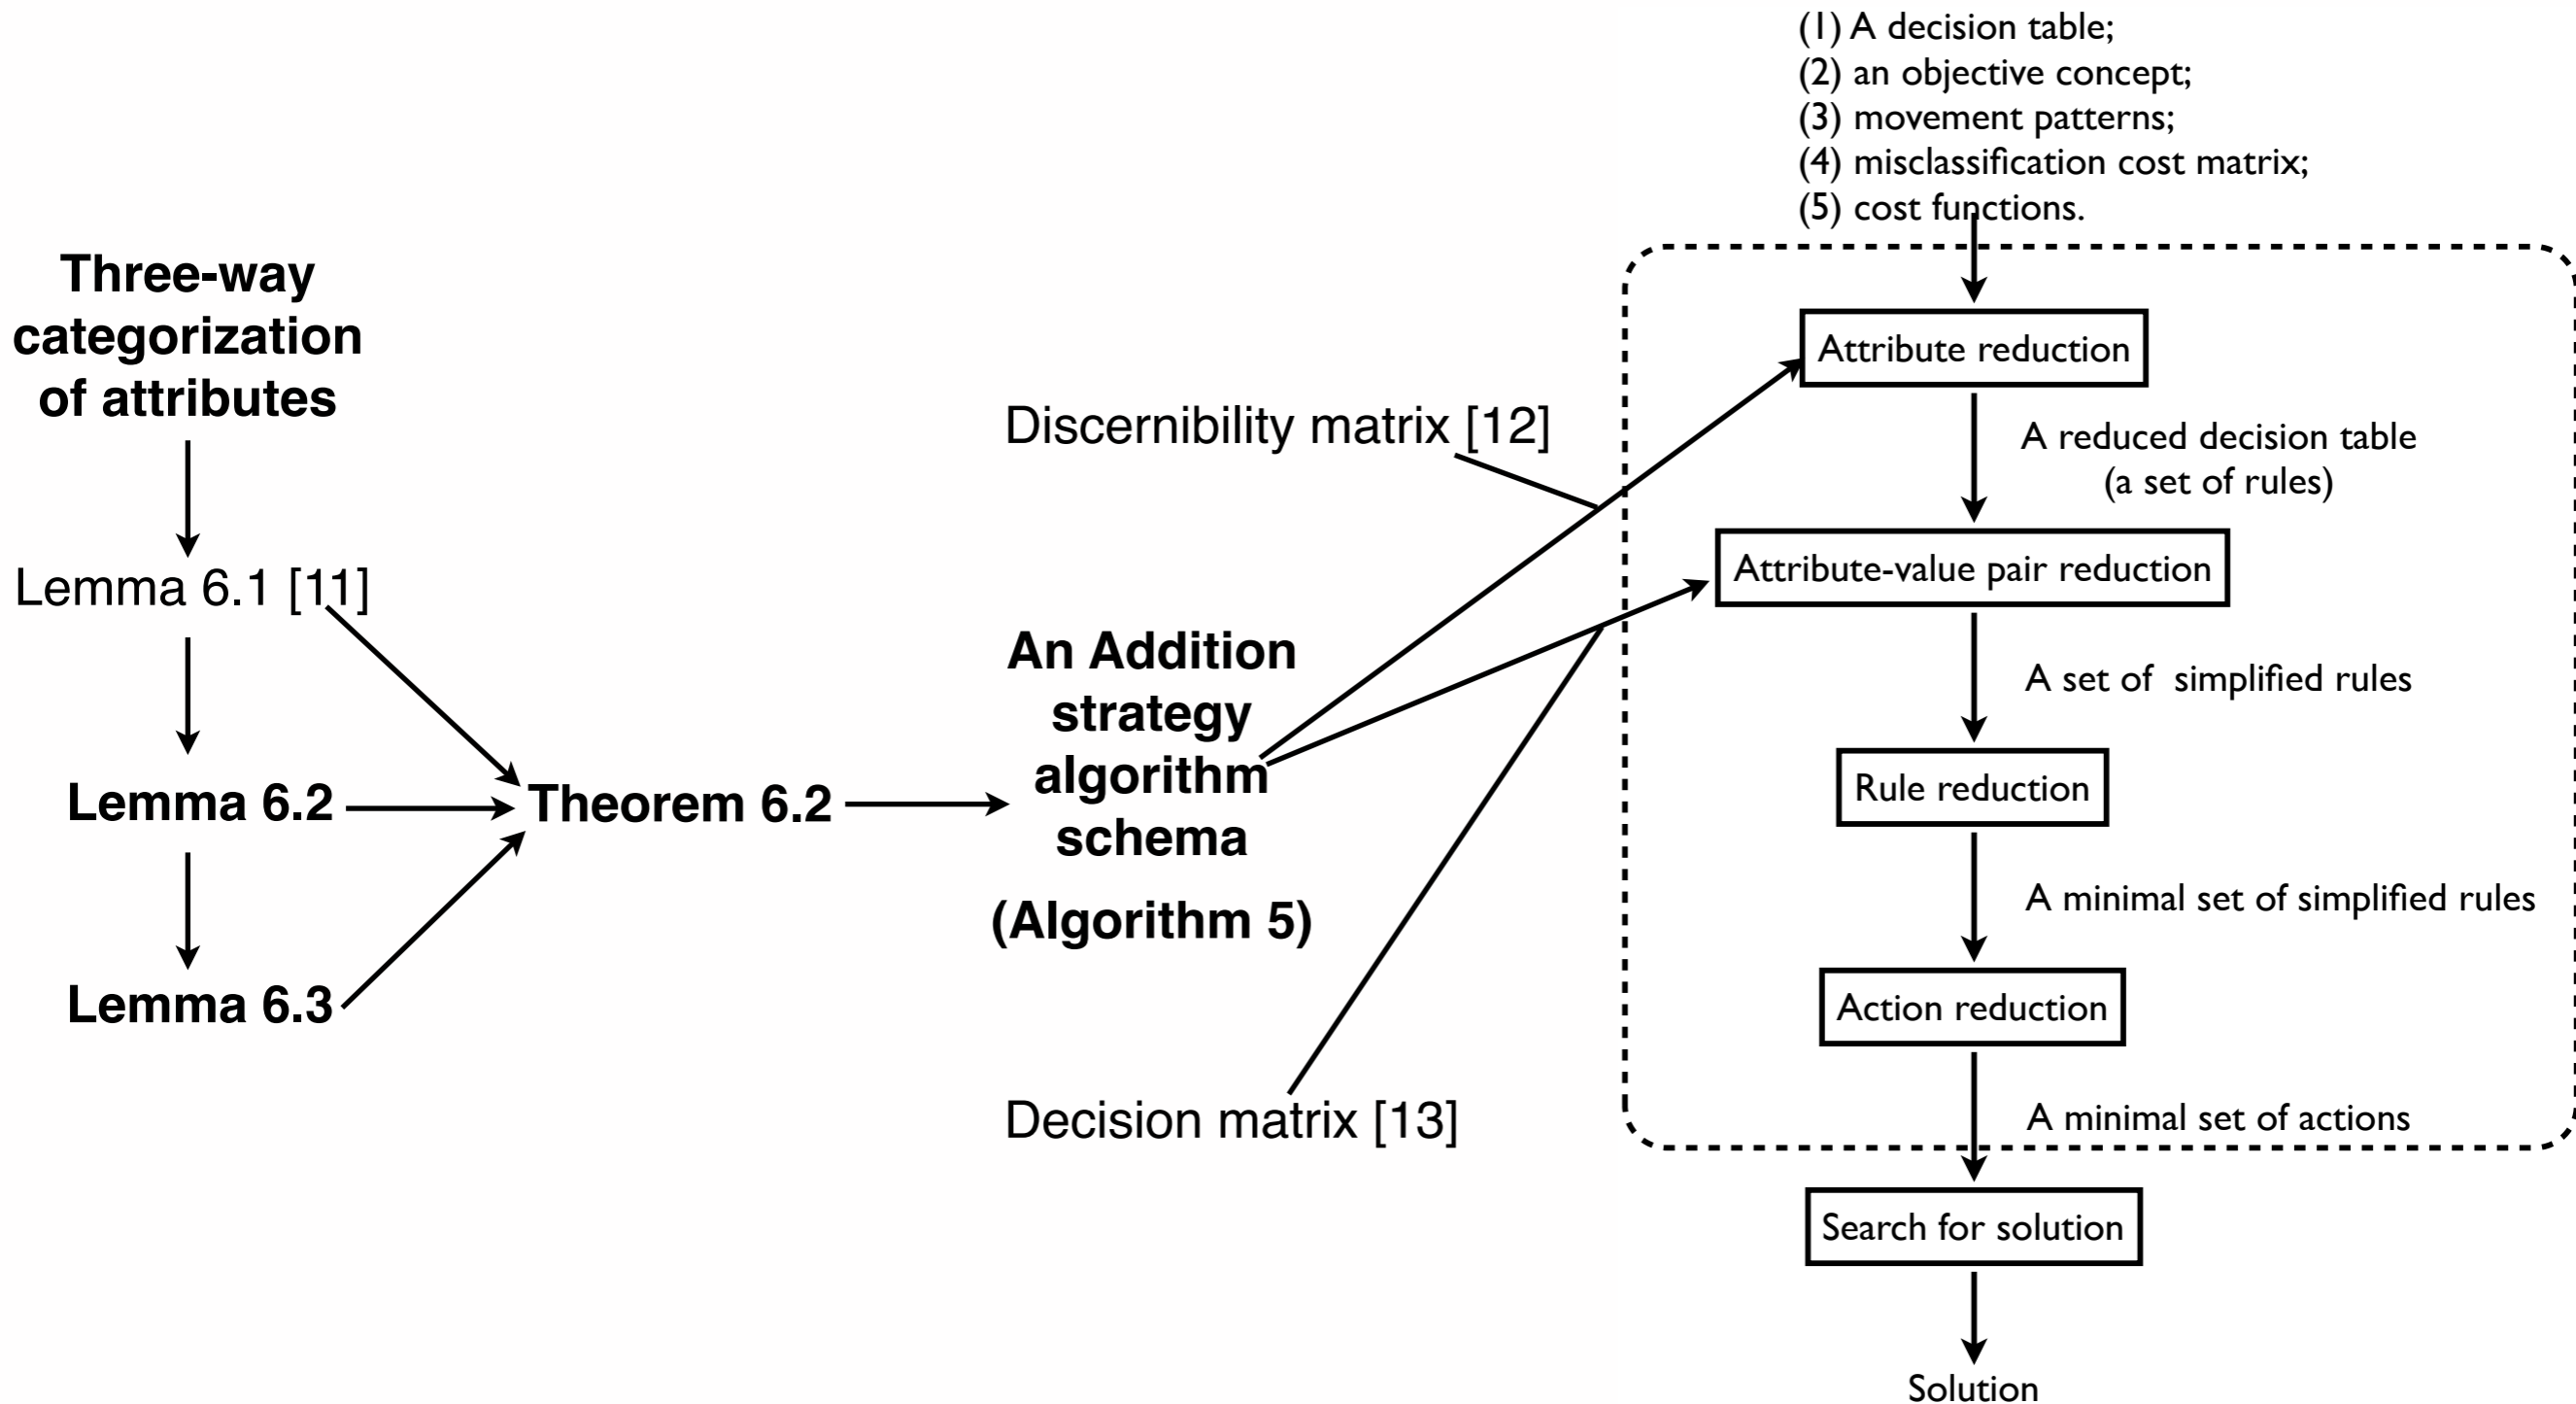 (1) A decision table;
(2) an objective concept;
(3) movement patterns;
(4) misclassification cost matrix;
(5) cost functions.
Three-way
categorization
of attributes
Lemma 6.1 [11]
Lemma 6.2
Lemma 6.3
Theorem 6.2
Discernibility matrix [12]
An Addition
strategy
algorithm
schema
(Algorithm 5)
Decision matrix [13]
Attribute reduction
A reduced decision table
(a set of rules)
Attribute-value pair reduction
A set of simplified rules
Rule reduction
A minimal set of simplified rules
Action reduction
A minimal set of actions
Search for solution
Solution